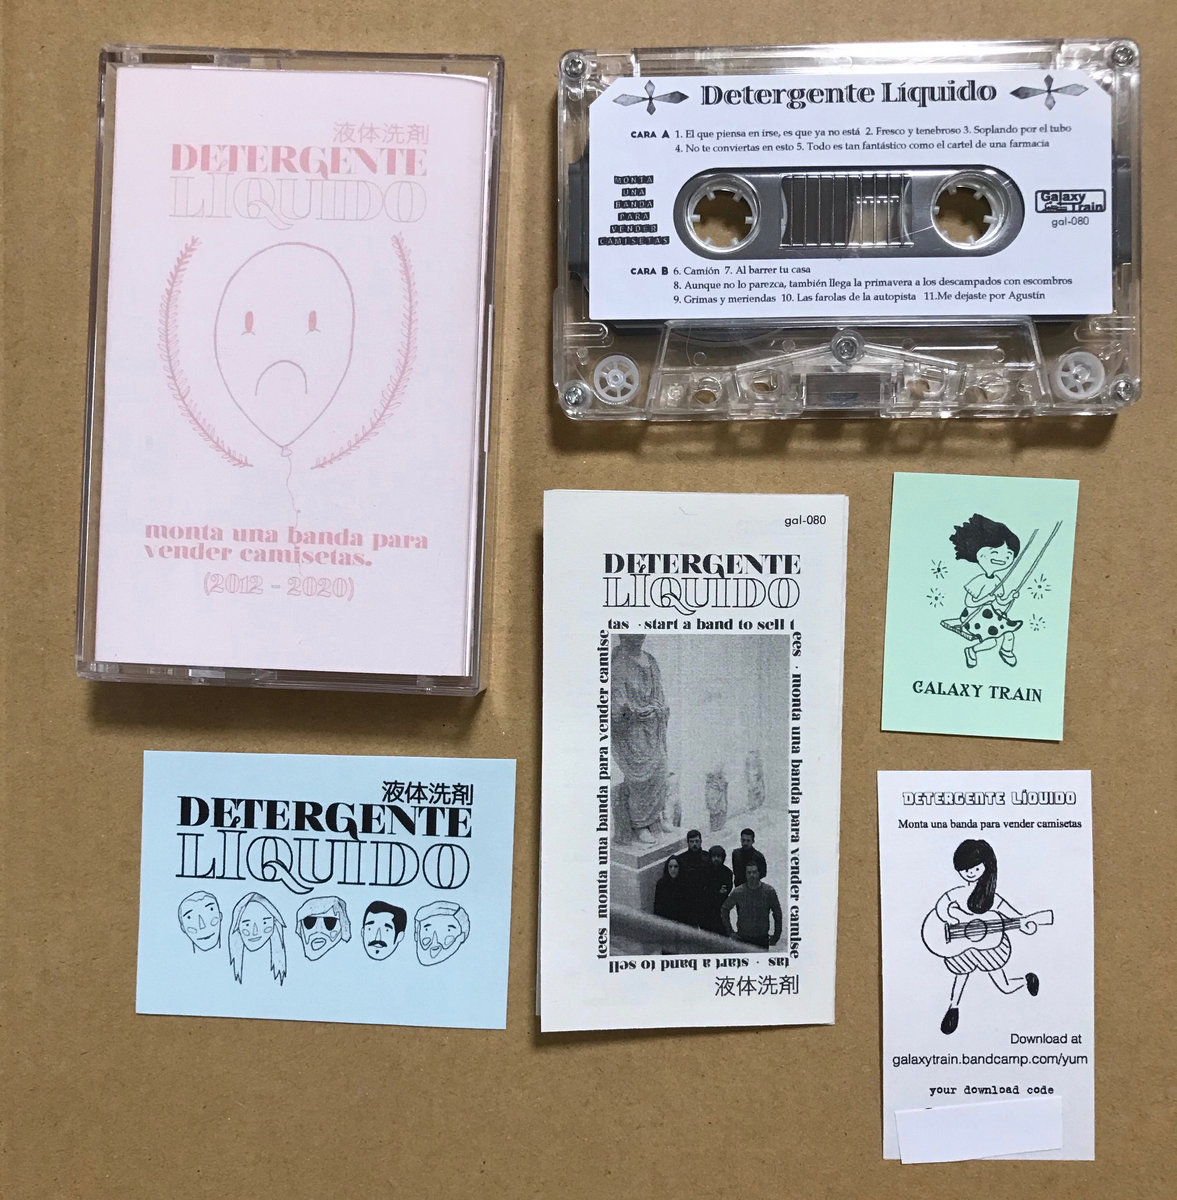 液体洗剤
DETERGENTE
LÍQUIDO
monta una banda para
vender camisetas.
(2012 - 2020)
Detergente Líquido
CARA A 1. El que piensa en irse, es que ya no está 2. Fresco y tenebroso 3. Soplando por el tubo
4. No te conviertas en esto 5. Todo es tan fantástico como el cartel de una farmacia
MONTA
UNA
BANDA
PARA
VENDER
CAMISETAS
Galaxy
Train
gal-080
CARA B 6. Camión 7. Al barrer tu casa
8. Aunque no lo parezca, también llega la primavera a los descampados con escombros
9. Grimas y meriendas 10. Las farolas de la autopista 11.Me dejaste por Agustín
gal-080
DETERGENTE
LÍQUIDO
tas · start a band to sell t
ees · monta una banda para vender camise
tas · start a band to sell
tees monta una banda para vender camise
液体洗剤
GALAXY TRAIN
液体洗剤
DETERGENTE
LÍQUIDO
DETERGENTE LÍQUIDO
Monta una banda para vender camisetas
Download at
galaxytrain.bandcamp.com/yum
your download code